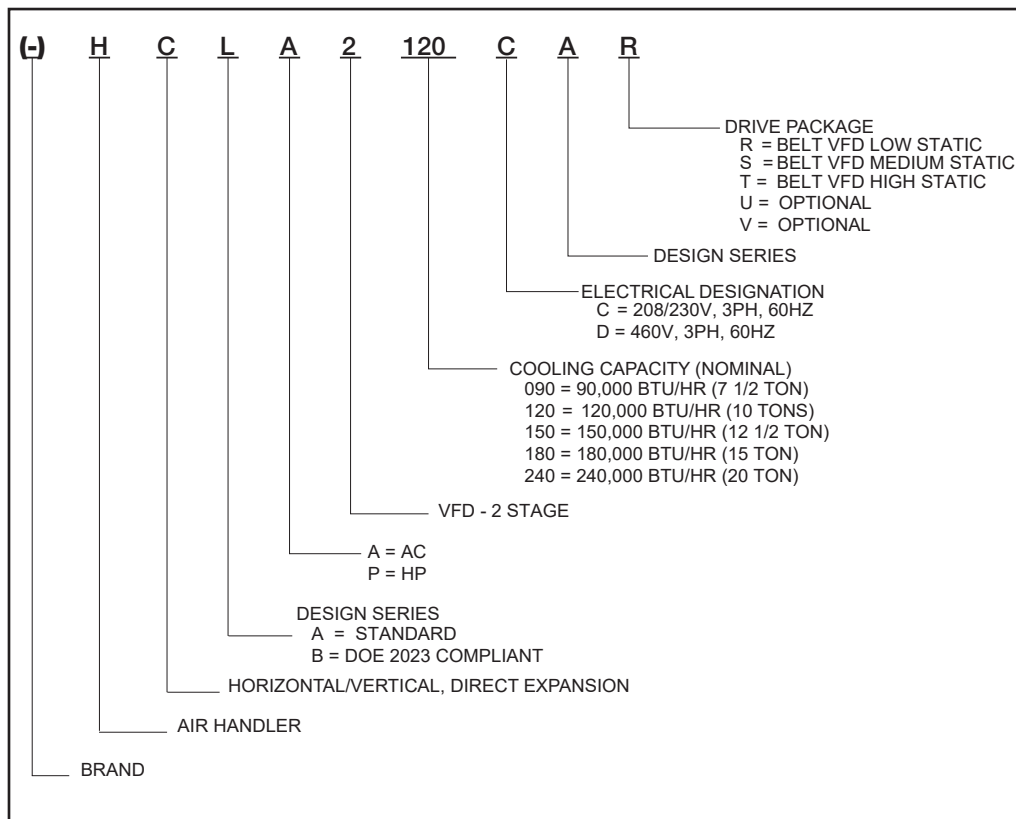 (-) H C L A 2 120 C A R
DRIVE PACKAGE
R = BELT VFD LOW STATIC
S = BELT VFD MEDIUM STATIC
T = BELT VFD HIGH STATIC
U = OPTIONAL
V = OPTIONAL
DESIGN SERIES
ELECTRICAL DESIGNATION
C = 208/230V, 3PH, 60HZ
D = 460V, 3PH, 60HZ
COOLING CAPACITY (NOMINAL)
090 = 90,000 BTU/HR (7 1/2 TON)
120 = 120,000 BTU/HR (10 TONS)
150 = 150,000 BTU/HR (12 1/2 TON)
180 = 180,000 BTU/HR (15 TON)
240 = 240,000 BTU/HR (20 TON)
VFD - 2 STAGE
A = AC
P = HP
DESIGN SERIES
A = STANDARD
B = DOE 2023 COMPLIANT
HORIZONTAL/VERTICAL, DIRECT EXPANSION
AIR HANDLER
BRAND